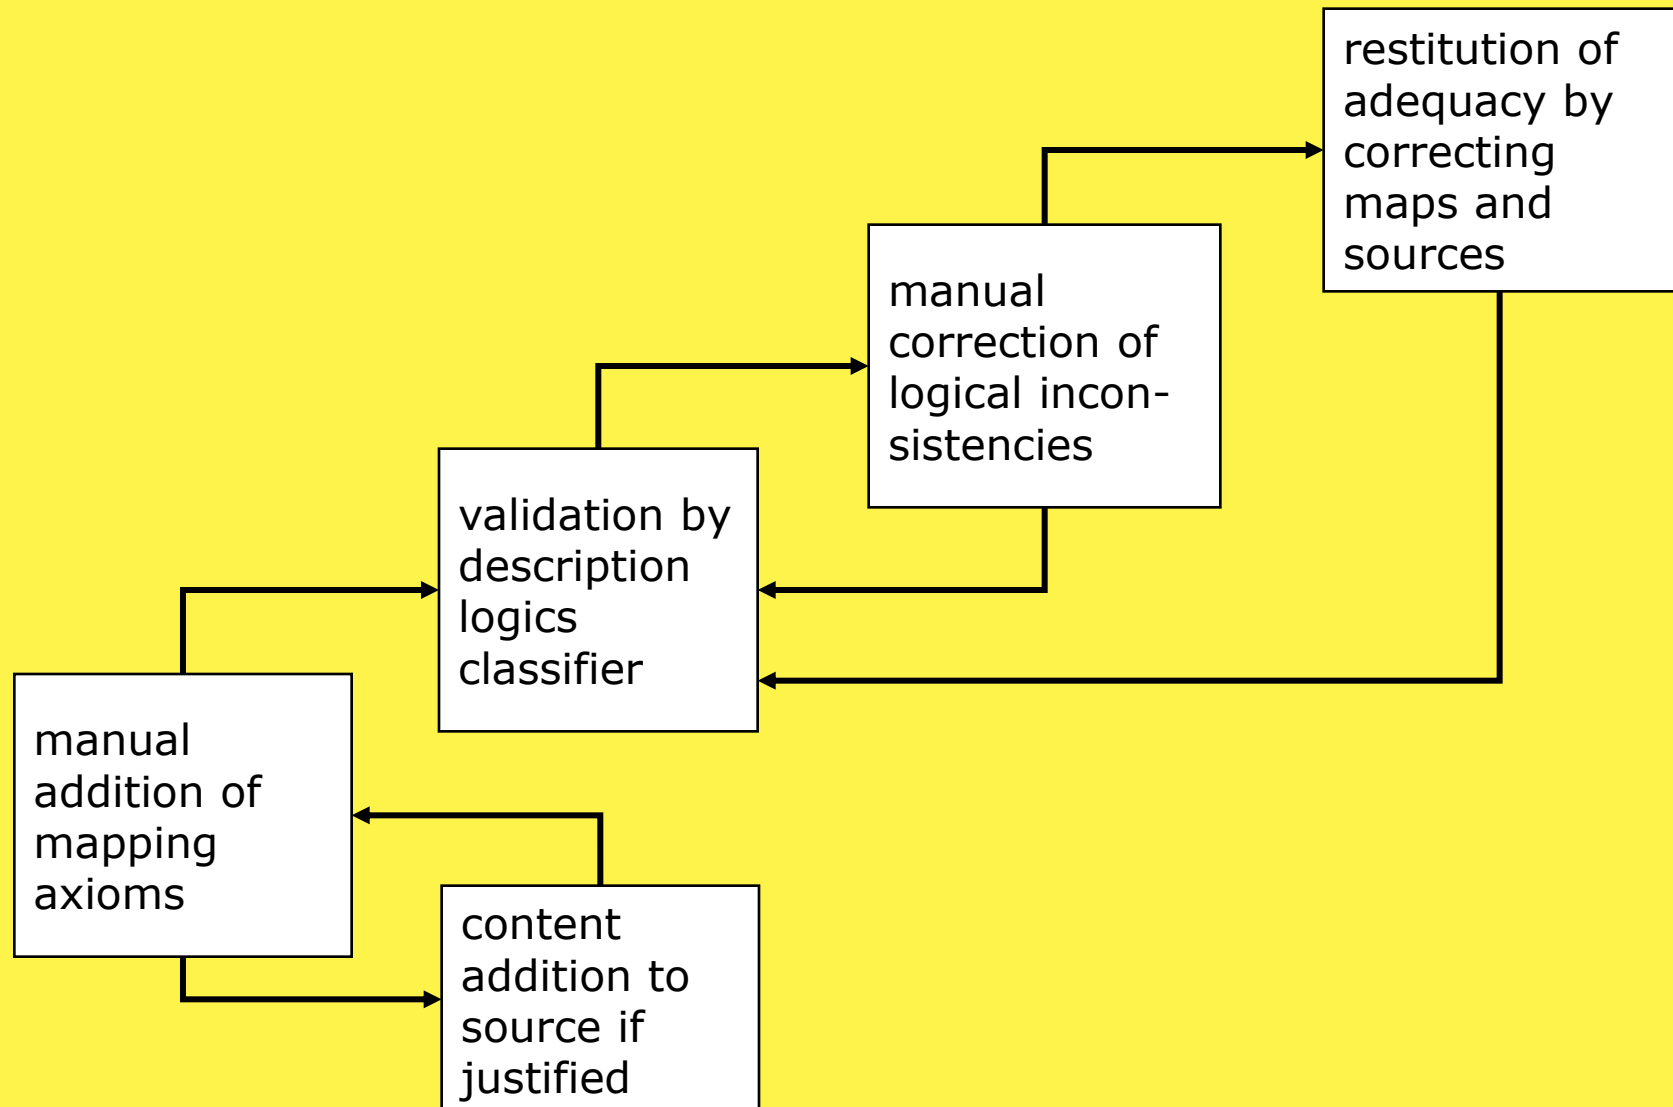 restitution of
adequacy by
correcting
maps and
sources
manual
correction of
logical incon-
sistencies
validation by
description
logics
classifier
manual
addition of
mapping
axioms
content
addition to
source if
justified